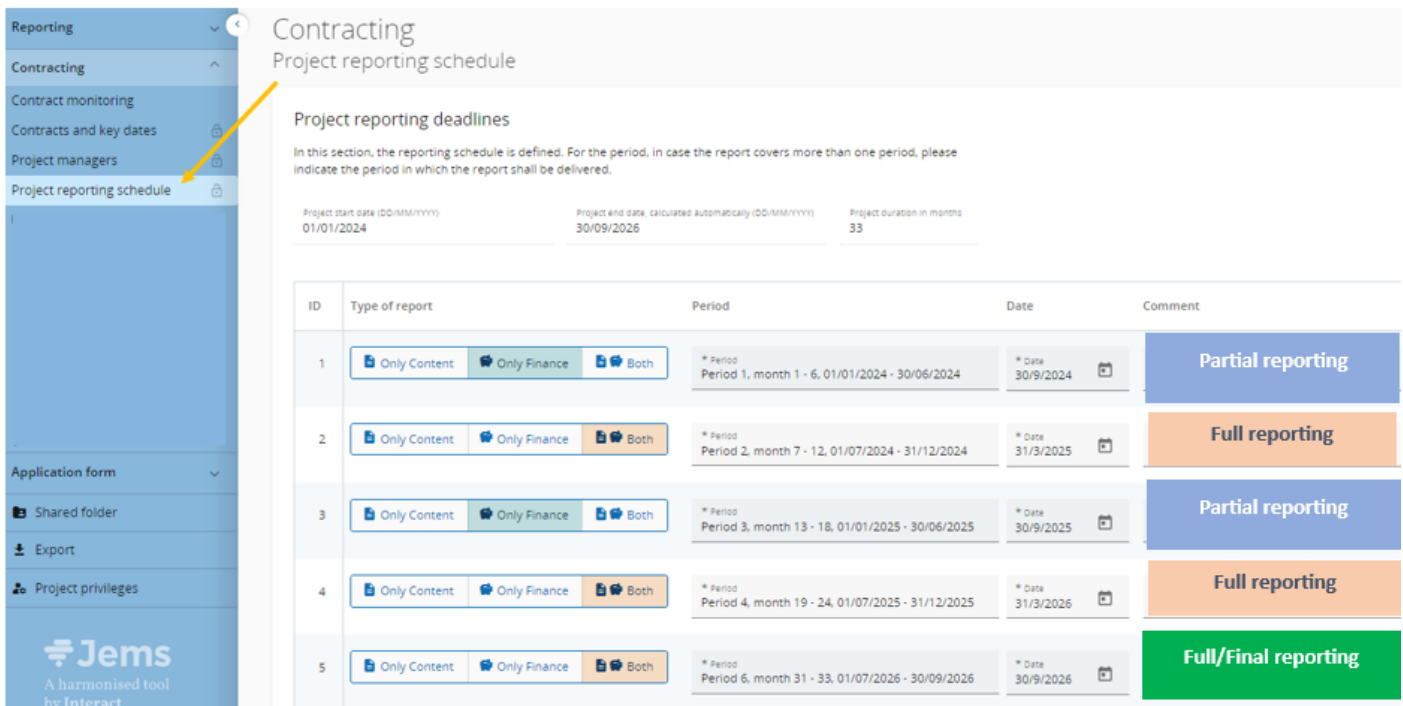 Reporting
Contracting
Contract monitoring
Contracts and key dates
Project managers
Project reporting schedule
Application form
Shared folder
Export
Project privileges
Jems
A harmonised tool
by Interact
Contracting
Project reporting schedule
Project reporting deadlines
In this section, the reporting schedule is defined. For the period, in case the report covers more than one period, please
indicate the period in which the report shall be delivered.
Project start date (DD/MM/YYYY)
01/01/2024
Project end date, calculated automatically (DD/MM/YYYY)
30/09/2026
Project duration in months
33
ID Type of report Period Date Comment
1 Only Content Only Finance Both * Period * Date Partial reporting
Period 1, month 1 - 6, 01/01/2024 - 30/06/2024 30/9/2024
2 Only Content Only Finance Both * Period * Date Full reporting
Period 2, month 7 - 12, 01/07/2024 - 31/12/2024 31/3/2025
3 Only Content Only Finance Both * Period * Date Partial reporting
Period 3, month 13 - 18, 01/01/2025 - 30/06/2025 30/9/2025
4 Only Content Only Finance Both * Period * Date Full reporting
Period 4, month 19 - 24, 01/07/2025 - 31/12/2025 31/3/2026
5 Only Content Only Finance Both * Period * Date Full/Final reporting
Period 6, month 31 - 33, 01/07/2026 - 30/09/2026 30/9/2026